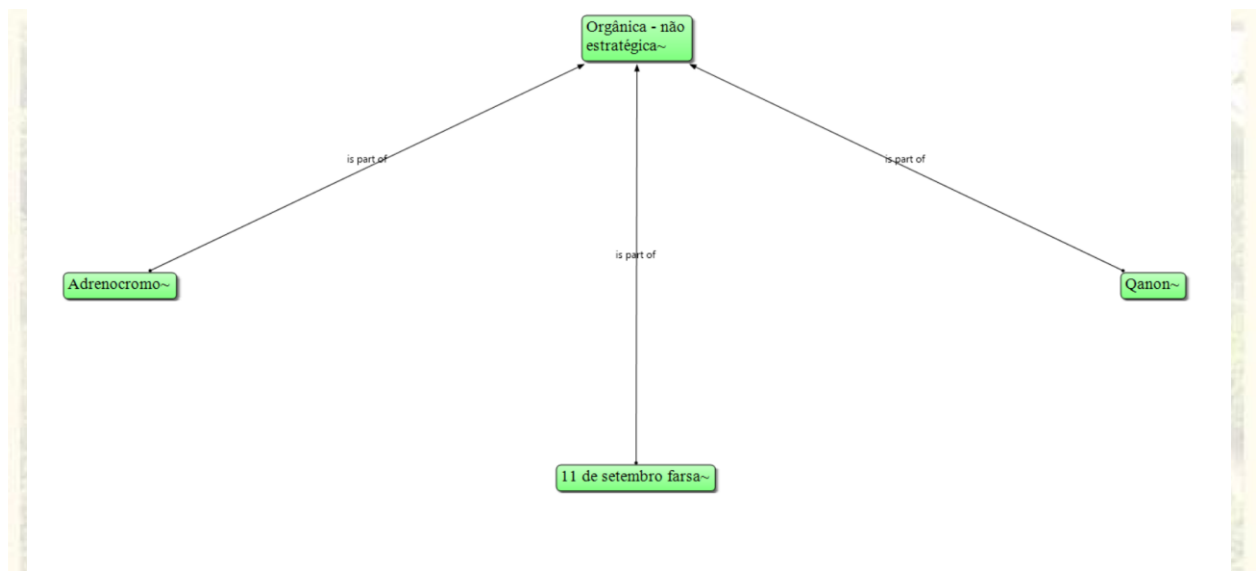 Orgânica - não
estratégica~
is part of
is part of
is part of
Adrenocromo~
Qanon~
11 de setembro farsa~